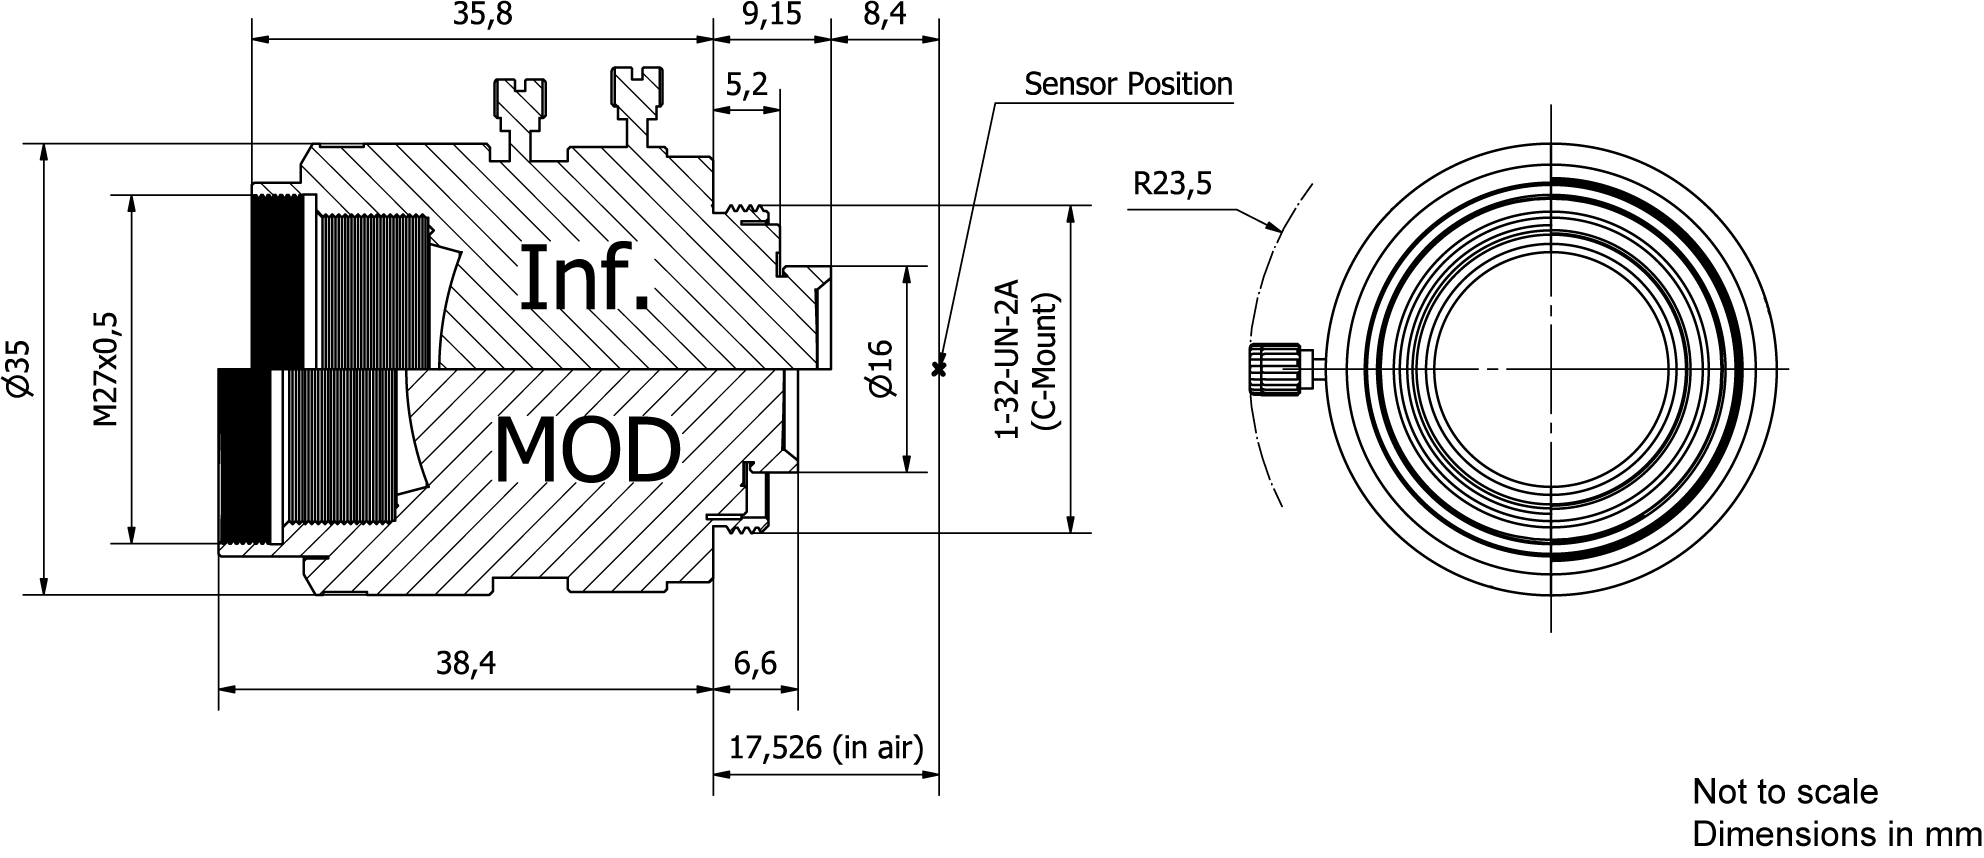 35,8
9,15
8,4
5,2
Sensor Position
R23,5
Inf.
Ø35
M27x0,5
Ø16
1-32-UN-2A
(C-Mount)
MOD
38,4
6,6
17,526 (in air)
Not to scale
Dimensions in mm